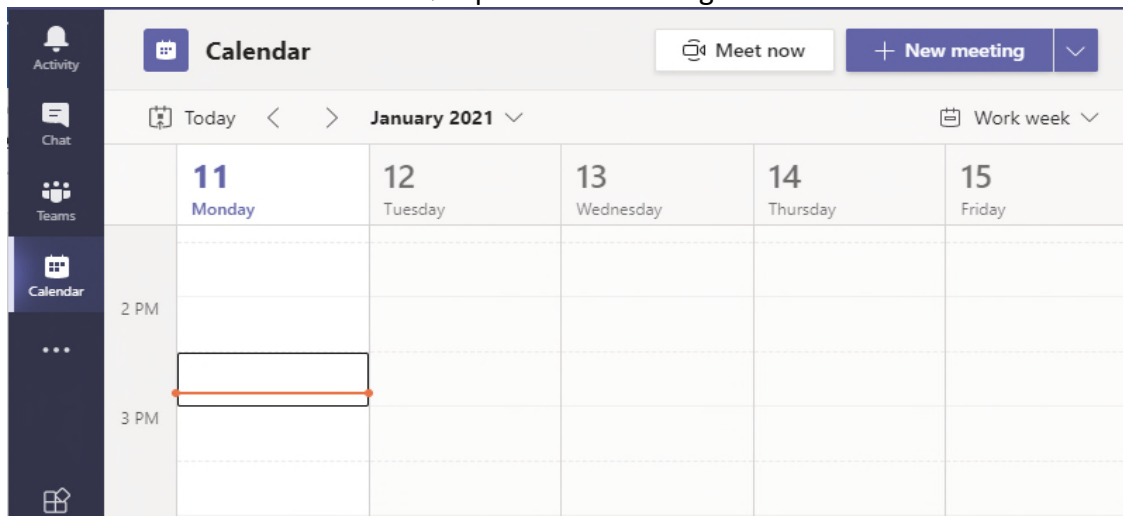 Activity
Calendar
Meet now
+ New meeting
Chat
Today < > January 2021
Work week
Teams
11
Monday
12
Tuesday
13
Wednesday
14
Thursday
15
Friday
Calendar
2 PM
...
3 PM